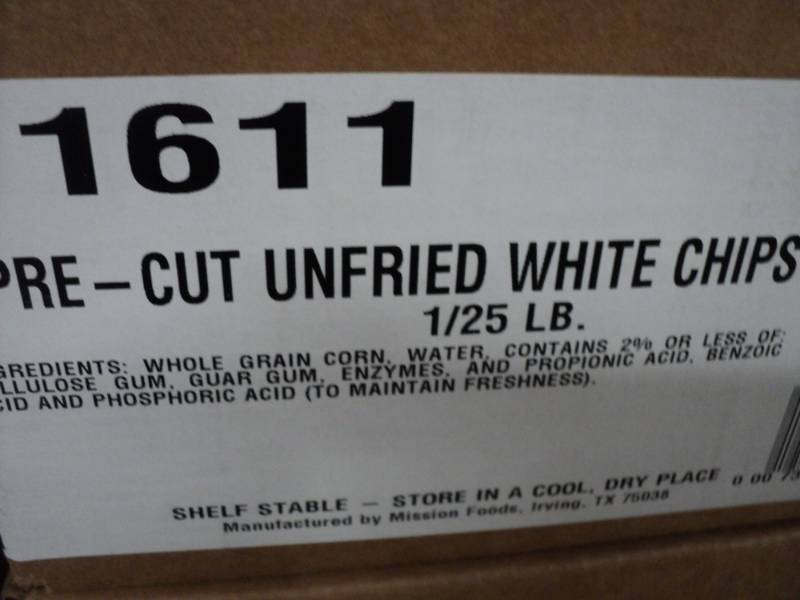 1611
PRE-CUT UNFRIED WHITE CHIPS
1/25 LB.
GREDIENTS: WHOLE GRAIN CORN, WATER, CONTAINS 2% OR LESS OF:
LLULOSE GUM, GUAR GUM, ENZYMES, AND PROPIONIC ACID, BENZOIC
CID AND PHOSPHORIC ACID (TO MAINTAIN FRESHNESS).
SHELF STABLE - STORE IN A COOL, DRY PLACE
0 00
Manufactured by Mission Foods, Irving, TX 75038